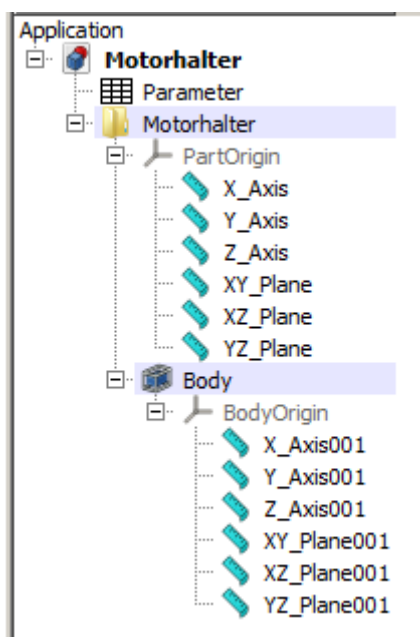 Application
Motorhalter
Parameter
Motorhalter
PartOrigin
X_Axis
Y_Axis
Z_Axis
XY_Plane
XZ_Plane
YZ_Plane
Body
BodyOrigin
X_Axis001
Y_Axis001
Z_Axis001
XY_Plane001
XZ_Plane001
YZ_Plane001